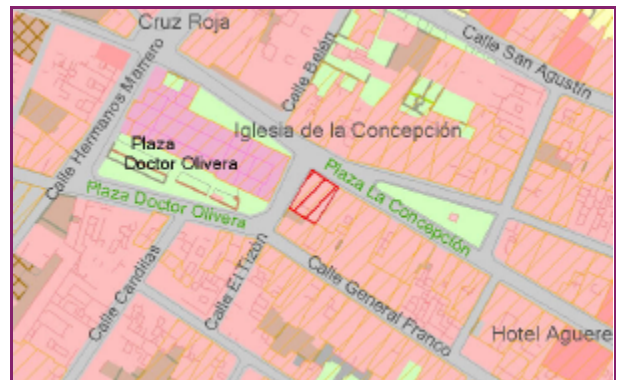 Cruz Roja
Calle San Agustín
Calle Belén
Calle Hermanos Marrero
Iglesia de la Concepción
Plaza
Doctor Olivera
Plaza La Concepción
Plaza Doctor Olivera
Calle Candilas
Calle El Tizón
Calle General Franco
Hotel Aguere